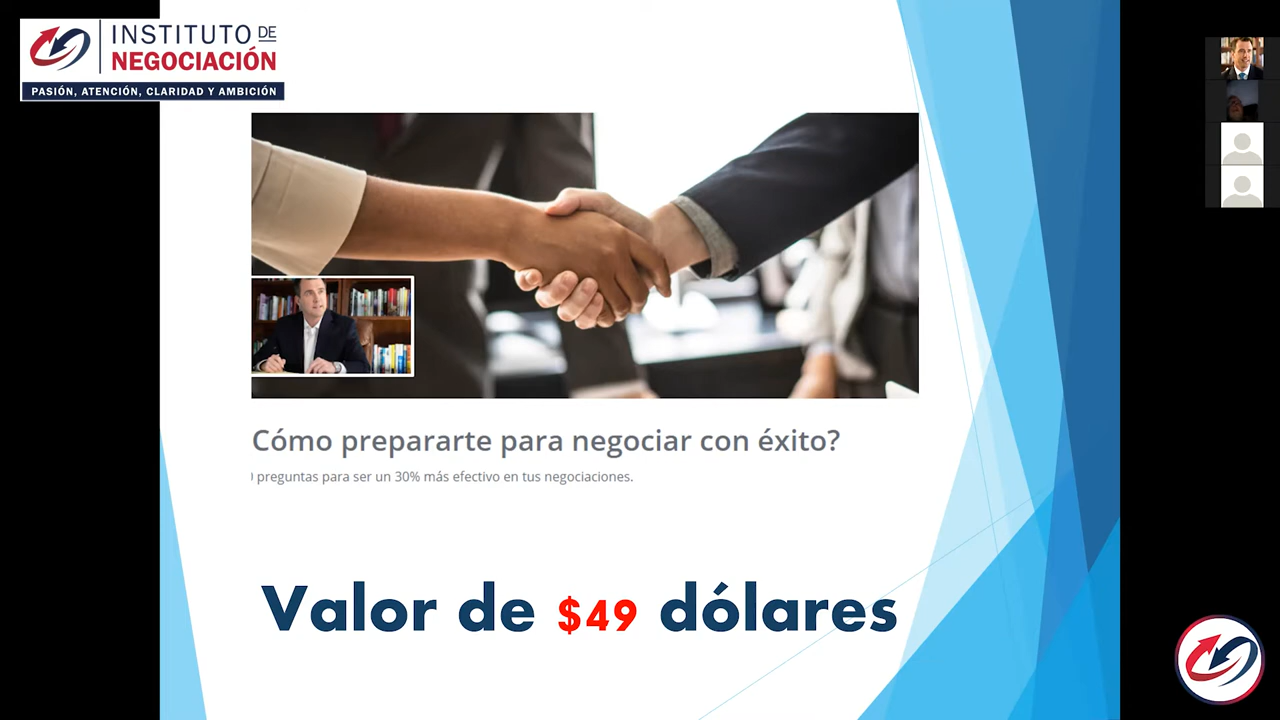 INSTITUTO DE
NEGOCIACIÓN
PASIÓN, ATENCIÓN, CLARIDAD Y AMBICIÓN
Cómo prepararte para negociar con éxito?
preguntas para ser un 30% más efectivo en tus negociaciones.
Valor de $49 dólares